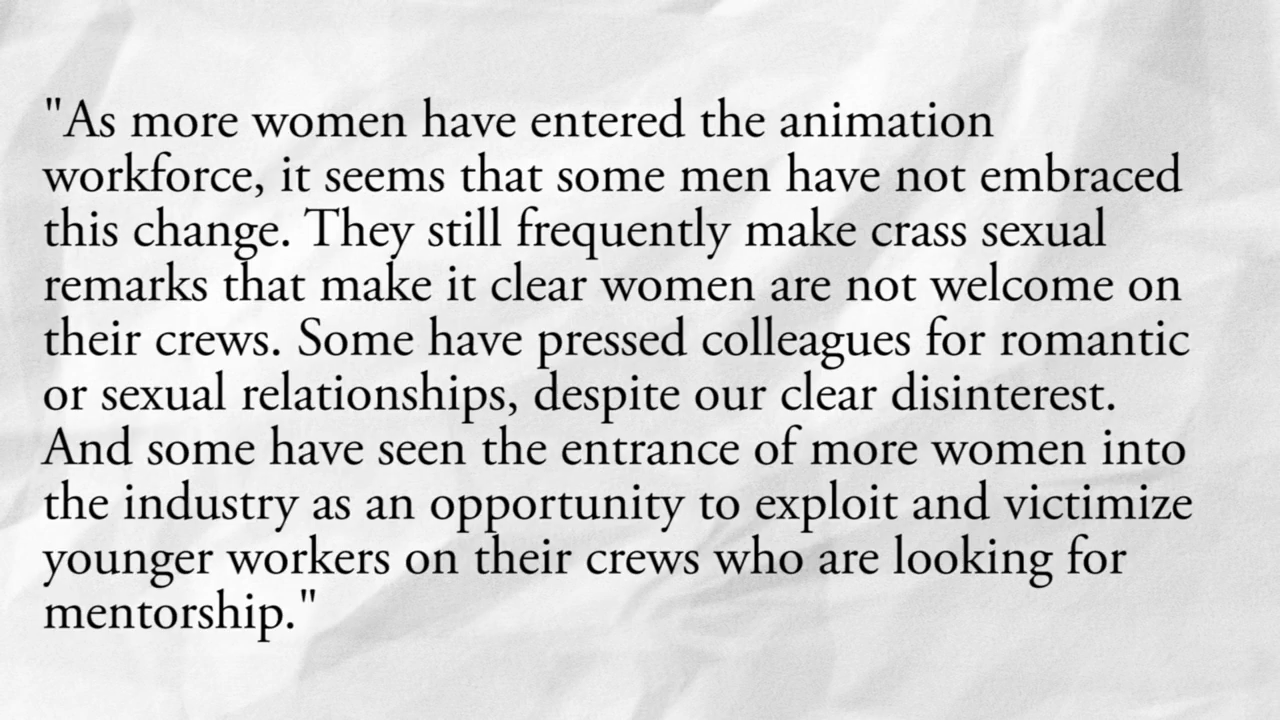 "As more women have entered the animation
workforce, it seems that some men have not embraced
this change. They still frequently make crass sexual
remarks that make it clear women are not welcome on
their crews. Some have pressed colleagues for romantic
or sexual relationships, despite our clear disinterest.
And some have seen the entrance of more women into
the industry as an opportunity to exploit and victimize
younger workers on their crews who are looking for
mentorship."